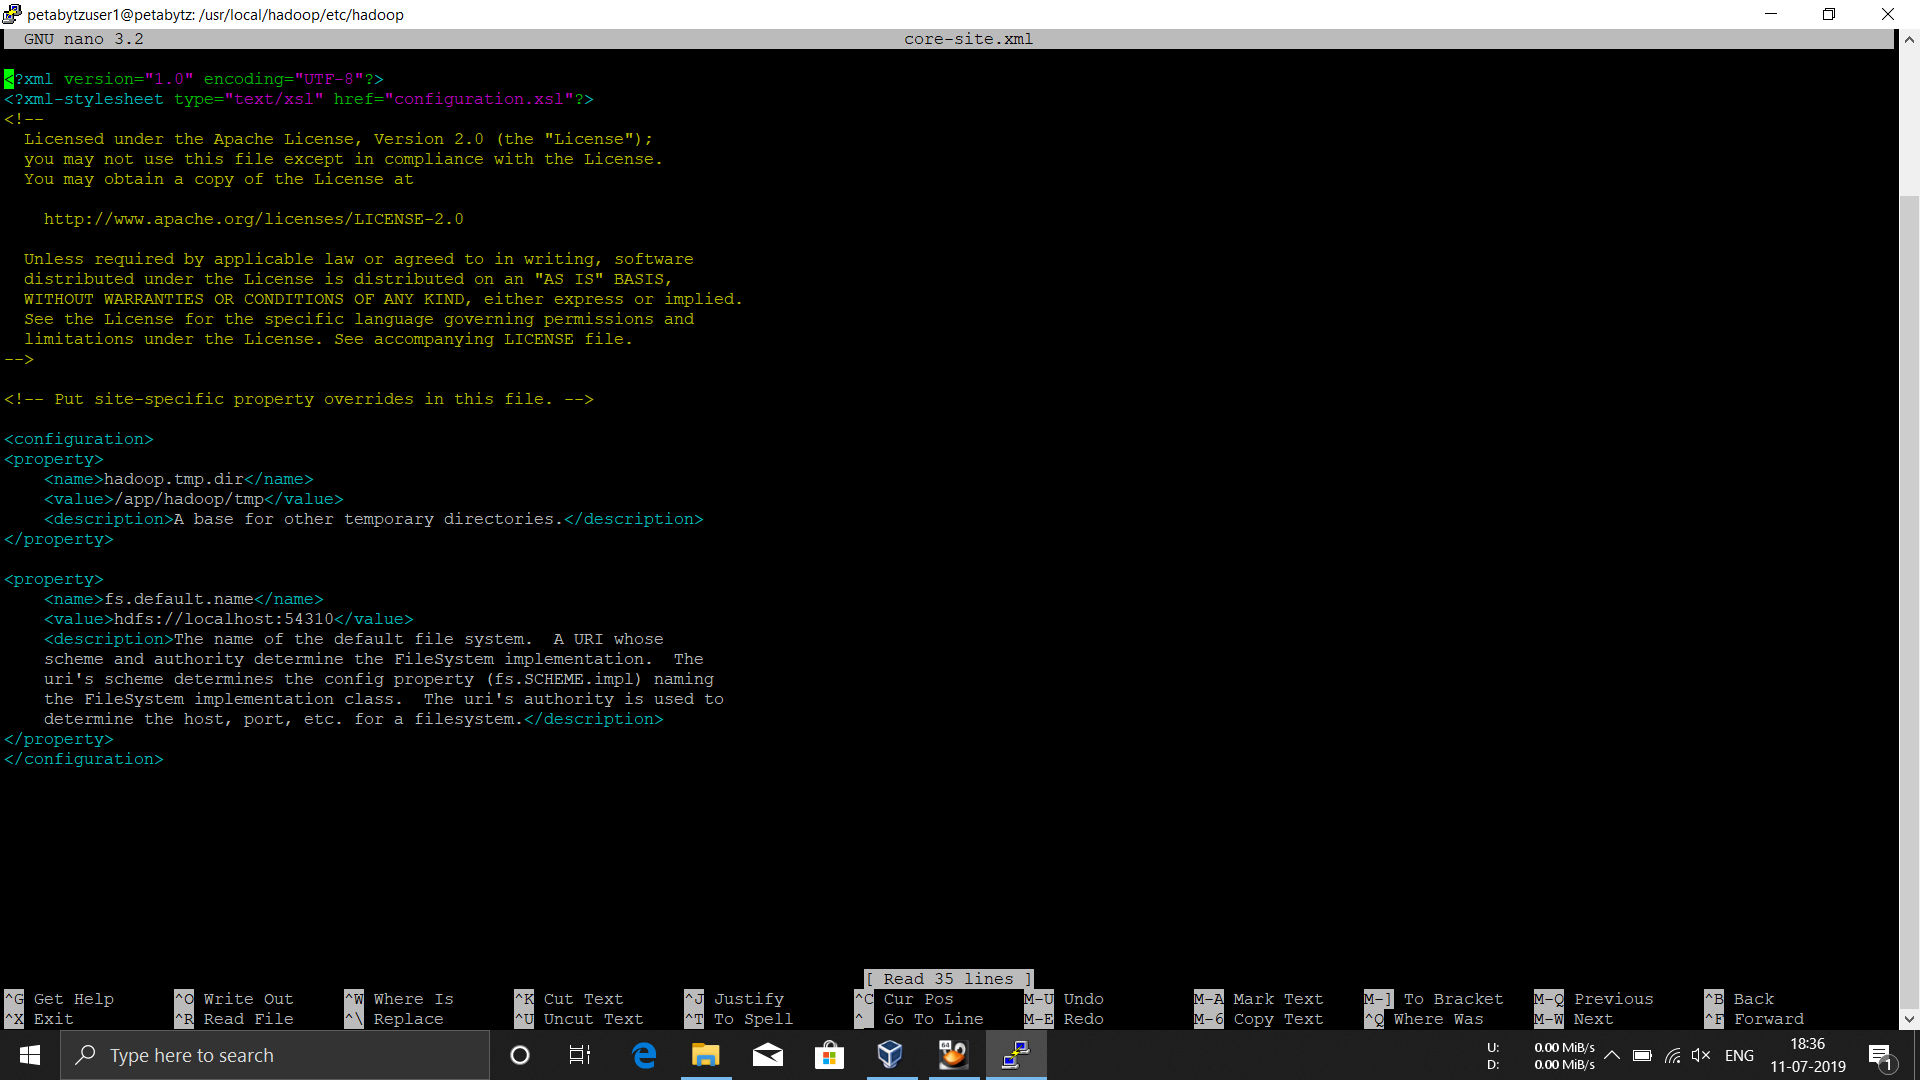 petabytzuser1@petabytz: /usr/local/hadoop/etc/hadoop
GNU nano 3.2 core-site.xml
<?xml version="1.0" encoding="UTF-8"?>
<?xml-stylesheet type="text/xsl" href="configuration.xsl"?>
<!--
  Licensed under the Apache License, Version 2.0 (the "License");
  you may not use this file except in compliance with the License.
  You may obtain a copy of the License at

    http://www.apache.org/licenses/LICENSE-2.0

  Unless required by applicable law or agreed to in writing, software
  distributed under the License is distributed on an "AS IS" BASIS,
  WITHOUT WARRANTIES OR CONDITIONS OF ANY KIND, either express or implied.
  See the License for the specific language governing permissions and
  limitations under the License. See accompanying LICENSE file.
-->

<!-- Put site-specific property overrides in this file. -->

<configuration>
<property>
    <name>hadoop.tmp.dir</name>
    <value>/app/hadoop/tmp</value>
    <description>A base for other temporary directories.</description>
</property>

<property>
    <name>fs.default.name</name>
    <value>hdfs://localhost:54310</value>
    <description>The name of the default file system.  A URI whose
    scheme and authority determine the FileSystem implementation.  The
    uri's scheme determines the config property (fs.SCHEME.impl) naming
    the FileSystem implementation class.  The uri's authority is used to
    determine the host, port, etc. for a filesystem.</description>
</property>
</configuration>
[ Read 35 lines ]
^G Get Help ^O Write Out ^W Where Is ^K Cut Text ^J Justify ^C Cur Pos M-U Undo M-A Mark Text M-] To Bracket M-Q Previous ^B Back
^X Exit ^R Read File ^\ Replace ^U Uncut Text ^T To Spell ^_ Go To Line M-E Redo M-6 Copy Text ^Q Where Was M-W Next ^F Forward
Type here to search
64
U: 0.00 MiB/s
D: 0.00 MiB/s
ENG
18:36
11-07-2019
1